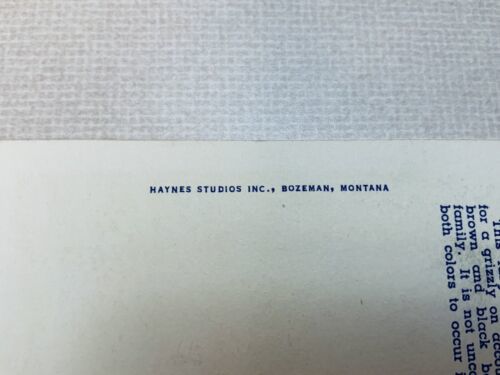 HAYNES STUDIOS INC., BOZEMAN, MONTANA
for a grizzly on
brown and black
family. It is not
both colors to occur